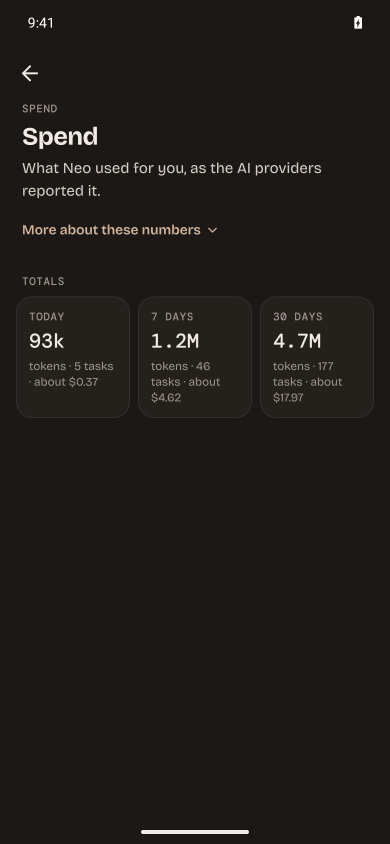 9:41
SPEND
Spend
What Neo used for you, as the AI providers
reported it.
More about these numbers
TOTALS
TODAY
93k
tokens · 5 tasks
· about $0.37
7 DAYS
1.2M
tokens · 46
tasks · about
$4.62
30 DAYS
4.7M
tokens · 177
tasks · about
$17.97